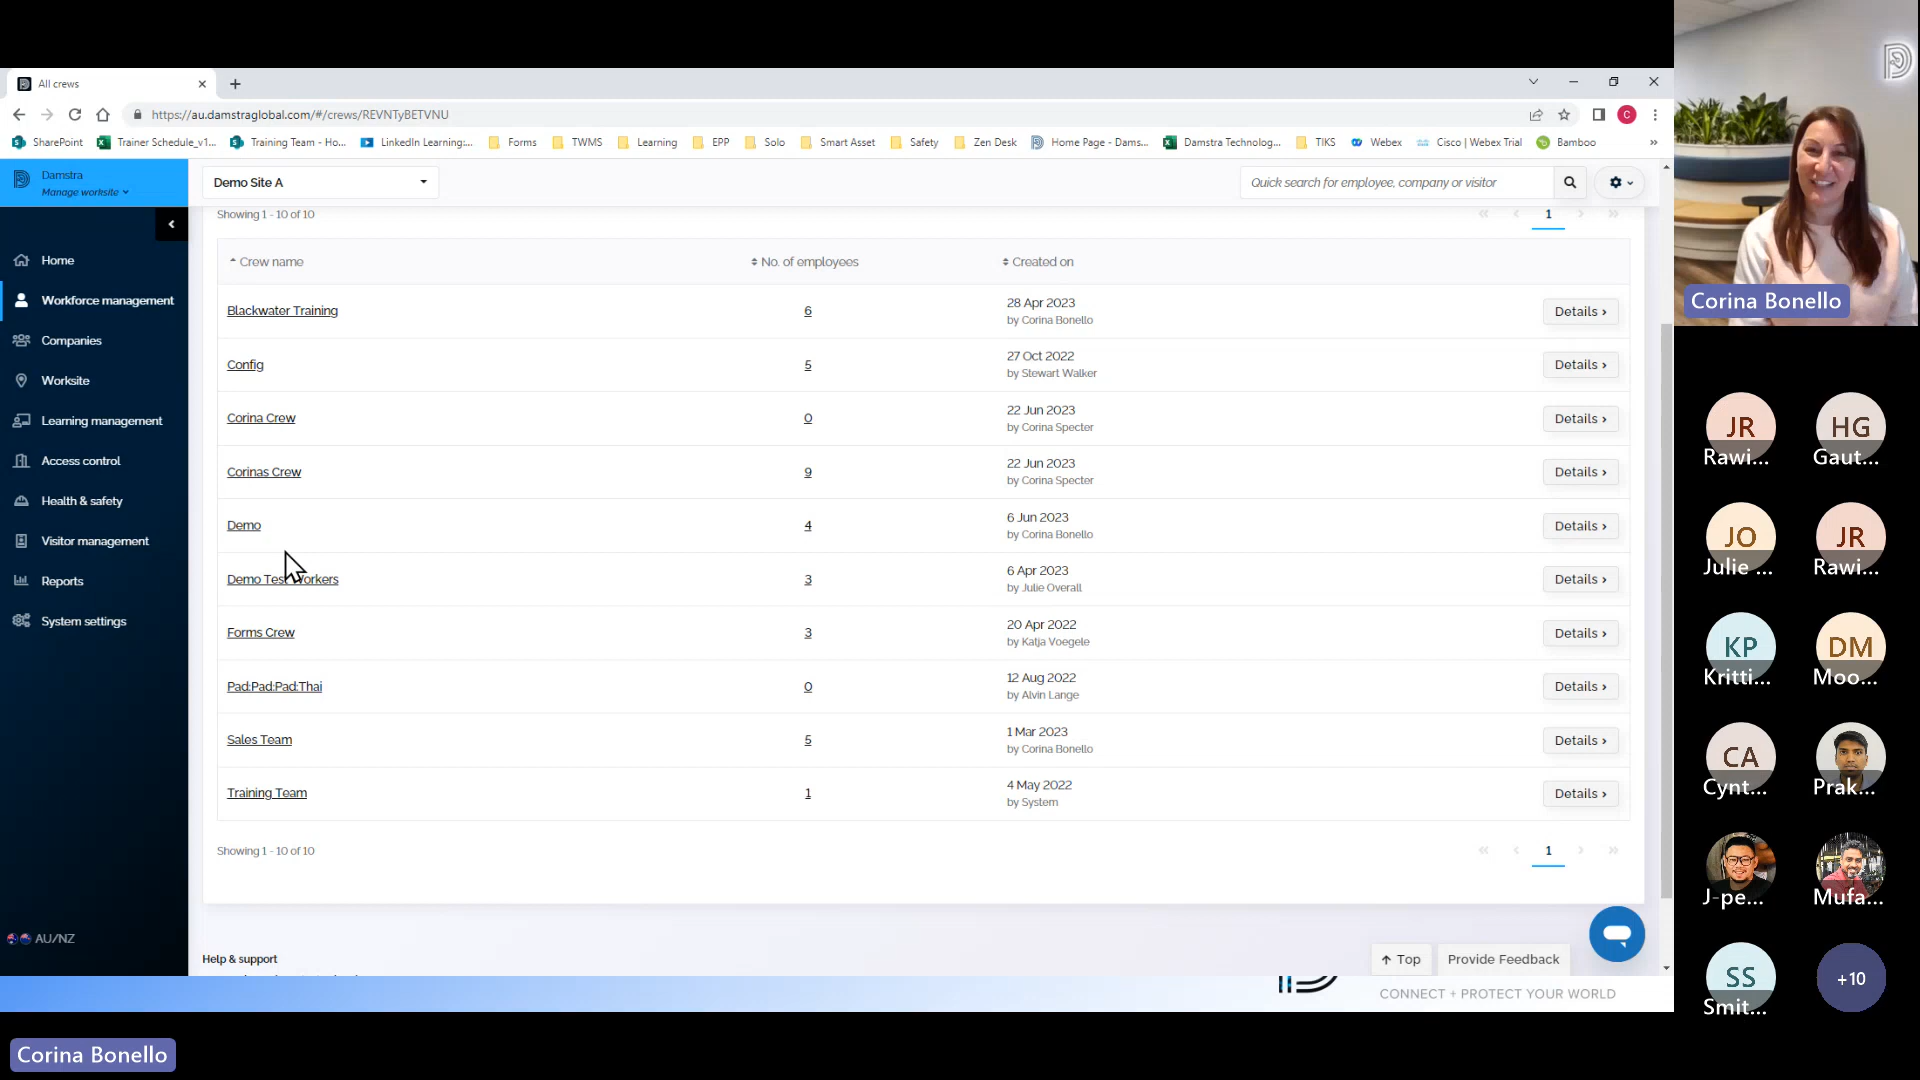 All crews
https://au.damstraglobal.com/#/crews/REVNTyBETVNU
C
SharePoint
Trainer Schedule_v1...
Training Team - Ho...
LinkedIn Learning:...
Forms
TWMS
Learning
EPP
Solo
Smart Asset
Safety
Zen Desk
Home Page - Dams...
Damstra Technolog...
TIKS
Webex
Cisco | Webex Trial
Bamboo
»
Damstra
Manage worksite
Demo Site A
Quick search for employee, company or visitor
Home
Workforce management
Companies
Worksite
Learning management
Access control
Health & safety
Visitor management
Reports
System settings
AU/NZ
Showing 1 - 10 of 10
« ‹ 1 › »
Crew name No. of employees Created on
Blackwater Training 6 28 Apr 2023 Details ›
by Corina Bonello
Config 5 27 Oct 2022 Details ›
by Stewart Walker
Corina Crew 0 22 Jun 2023 Details ›
by Corina Specter
Corinas Crew 9 22 Jun 2023 Details ›
by Corina Specter
Demo 4 6 Jun 2023 Details ›
by Corina Bonello
Demo Test Workers 3 6 Apr 2023 Details ›
by Julie Overall
Forms Crew 3 20 Apr 2022 Details ›
by Katja Voegele
Pad:Pad:Pad:Thai 0 12 Aug 2022 Details ›
by Alvin Lange
Sales Team 5 1 Mar 2023 Details ›
by Corina Bonello
Training Team 1 4 May 2022 Details ›
by System
Showing 1 - 10 of 10
« ‹ 1 › »
Help & support
Top
Provide Feedback
CONNECT + PROTECT YOUR WORLD
Corina Bonello
Corina Bonello
JR
Rawi...
HG
Gaut...
JO
Julie ...
JR
Rawi...
KP
Kritti...
DM
Moo...
CA
Cynt...
Prak...
J-pe...
Mufa...
SS
Smit...
+10